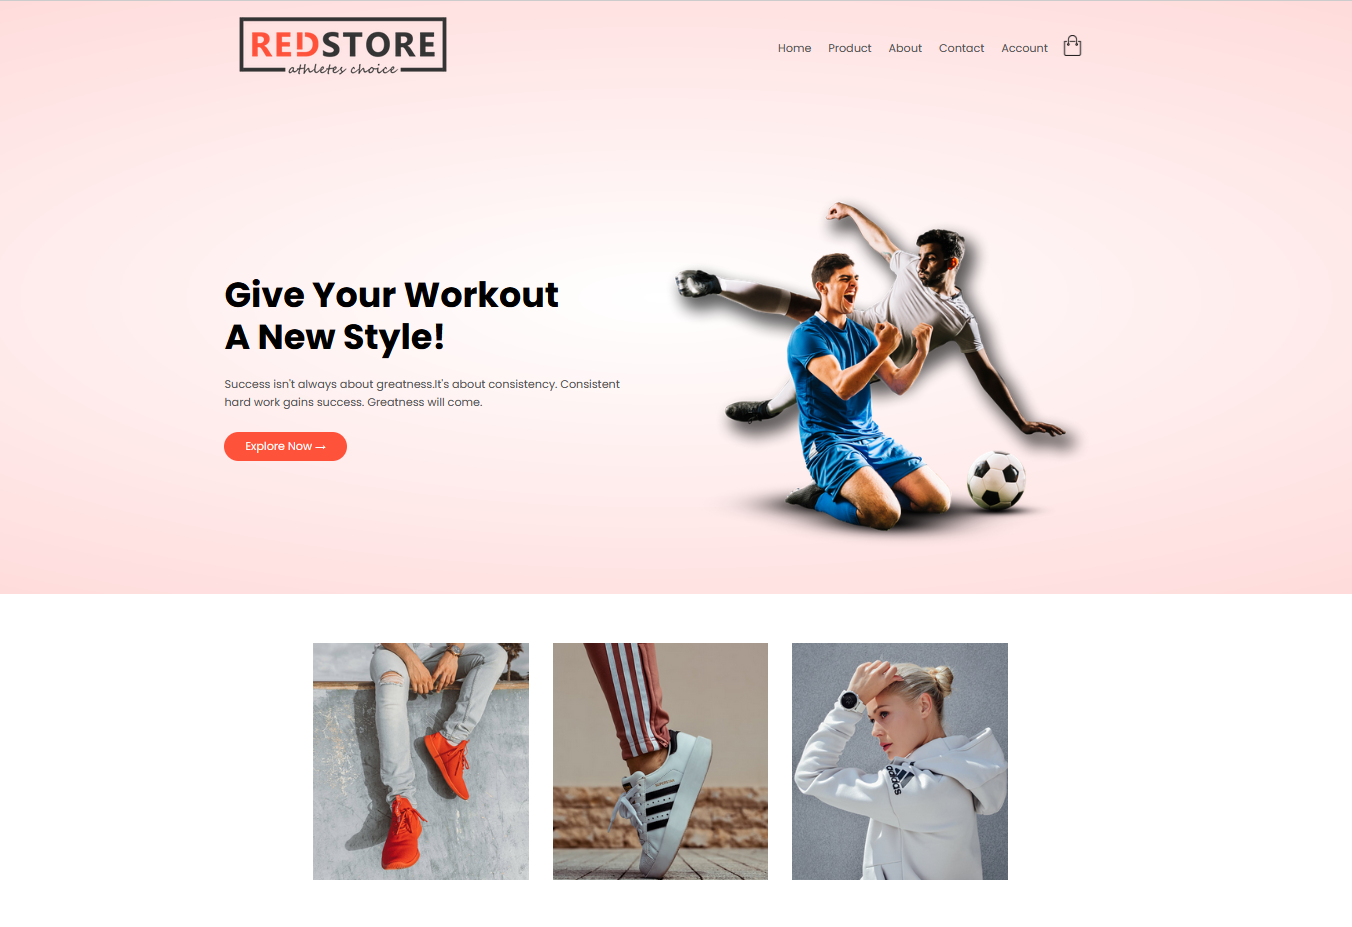 REDSTORE
athletes choice
Home Product About Contact Account
Give Your Workout
A New Style!
Success isn't always about greatness.It's about consistency. Consistent
hard work gains success. Greatness will come.
Explore Now →
adidas